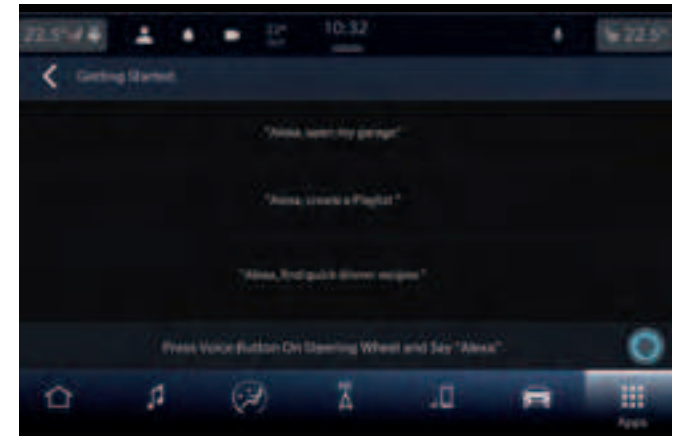 22.5°
22°
10:32
22.5°
Getting Started
"Alexa, open my garage"
"Alexa, create a Playlist"
"Alexa, find quick dinner recipes"
Press Voice Button On Steering Wheel and Say "Alexa"
Apps